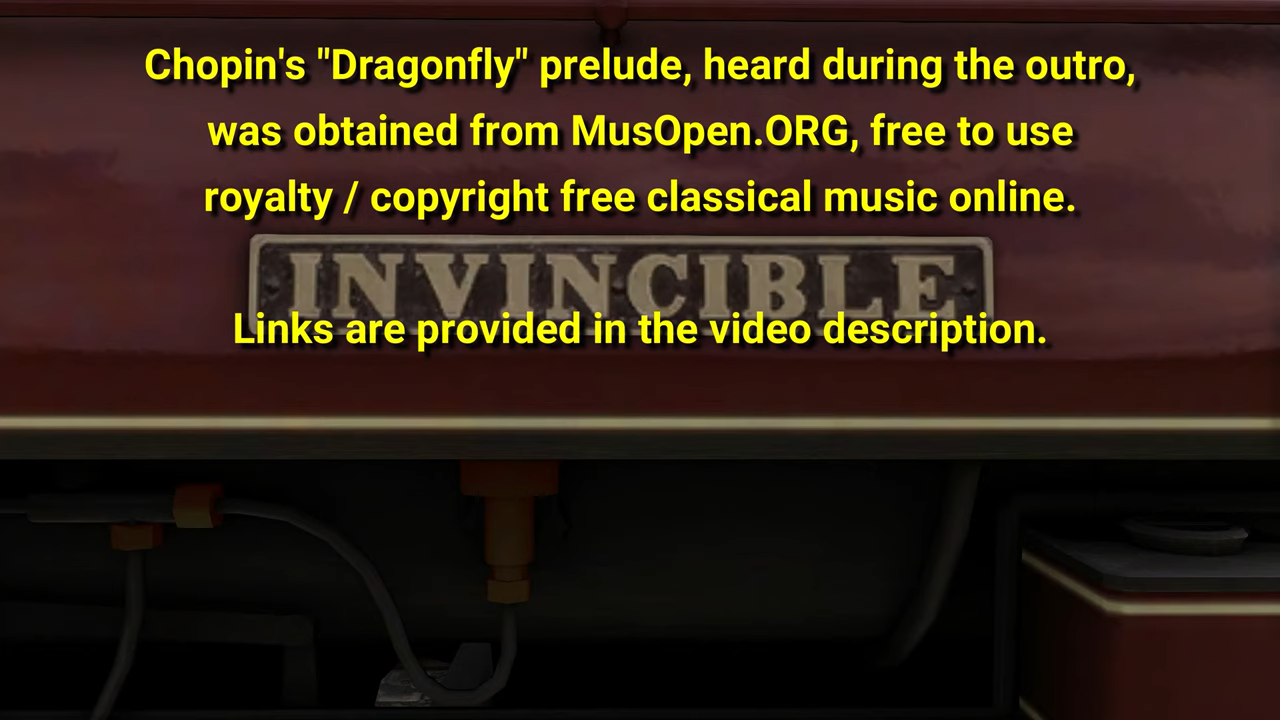 Chopin's "Dragonfly" prelude, heard during the outro,
was obtained from MusOpen.ORG, free to use
royalty / copyright free classical music online.
INVINCIBLE
Links are provided in the video description.